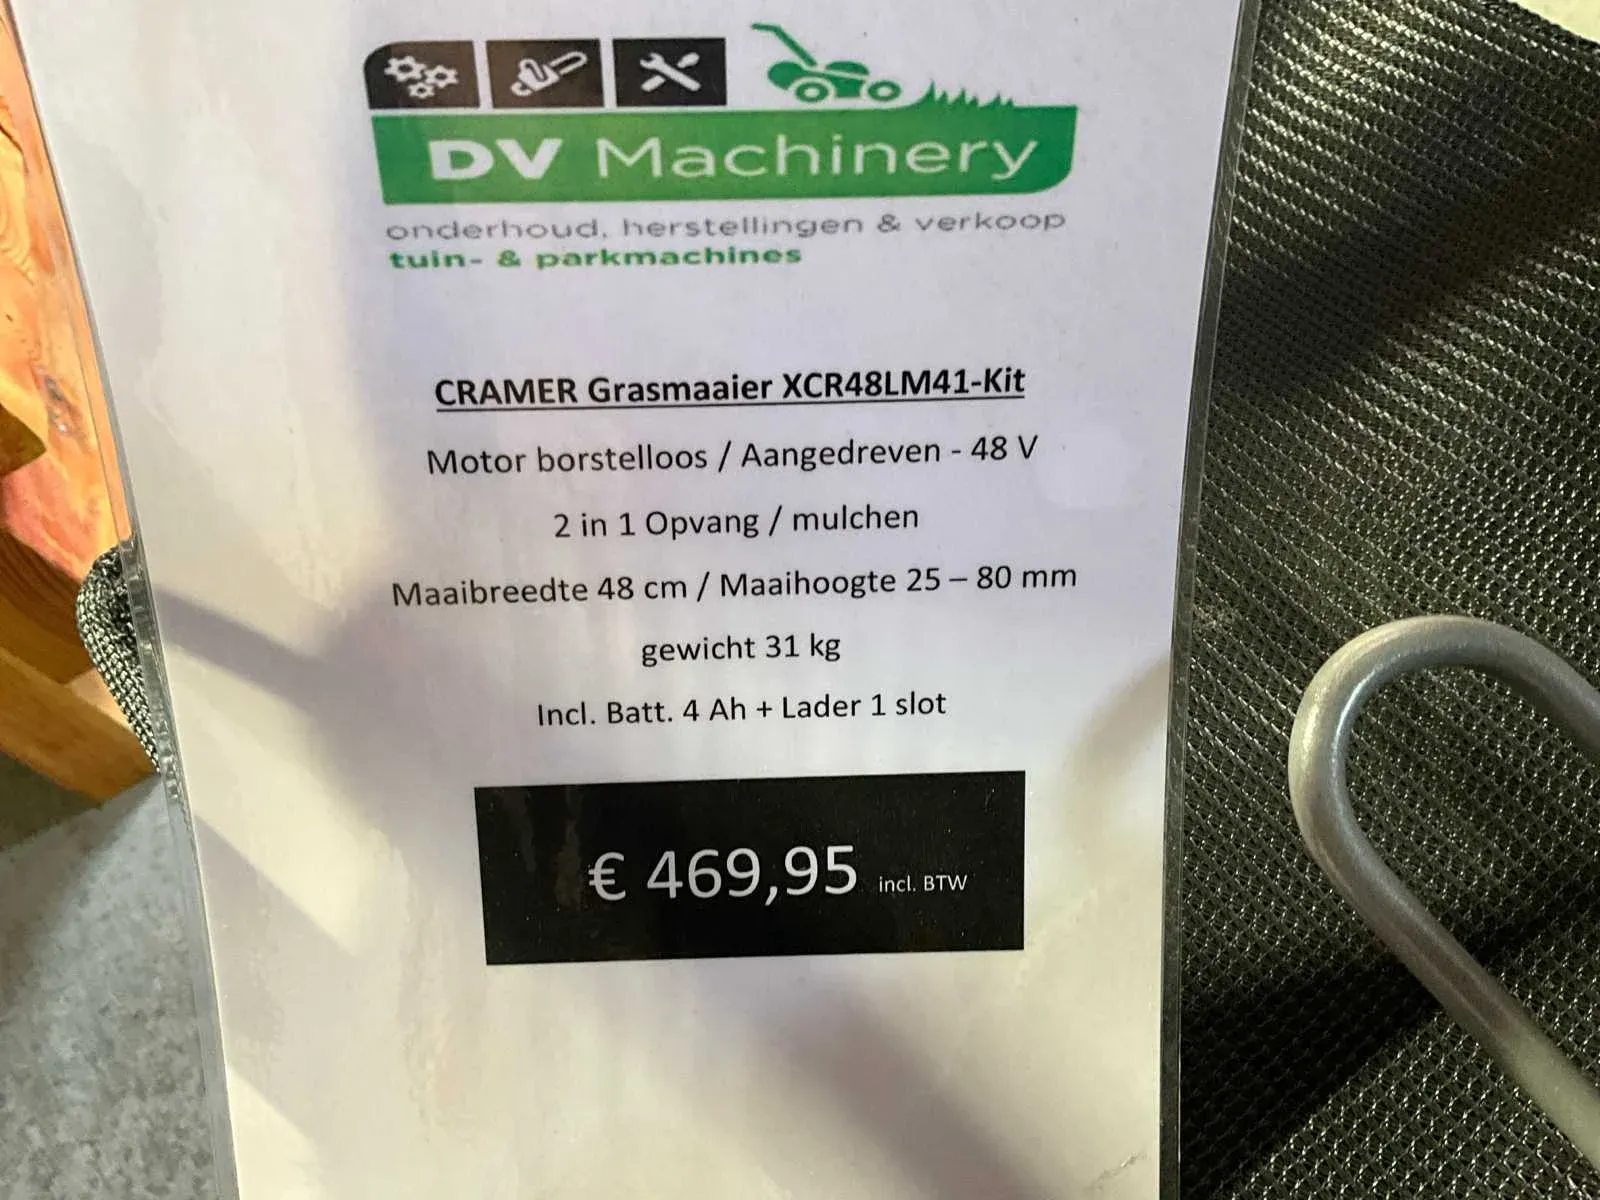 DV Machinery
onderhoud, herstellingen & verkoop
tuin- & parkmachines
CRAMER Grasmaaier XCR48LM41-Kit
Motor borstelloos / Aangedreven - 48 V
2 in 1 Opvang / mulchen
Maaibreedte 48 cm / Maaihoogte 25 – 80 mm
gewicht 31 kg
Incl. Batt. 4 Ah + Lader 1 slot
€ 469,95 incl. BTW